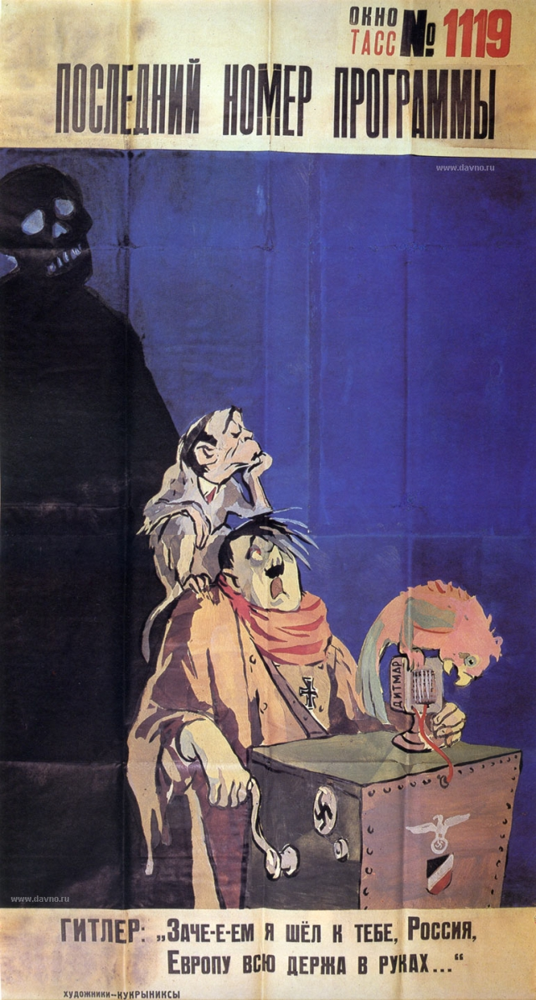 ОКНО
ТАСС № 1119
ПОСЛЕДНИЙ НОМЕР ПРОГРАММЫ
www.davno.ru
ДИТМАР
www.davno.ru
ГИТЛЕР: „ЗАЧЕ-Е-ЕМ Я ШЁЛ К ТЕБЕ, РОССИЯ,
ЕВРОПУ ВСЮ ДЕРЖА В РУКАХ..."
ХУДОЖНИКИ–КУКРЫНИКСЫ